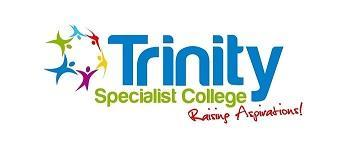 Trinity
Specialist College
Raising Aspirations!